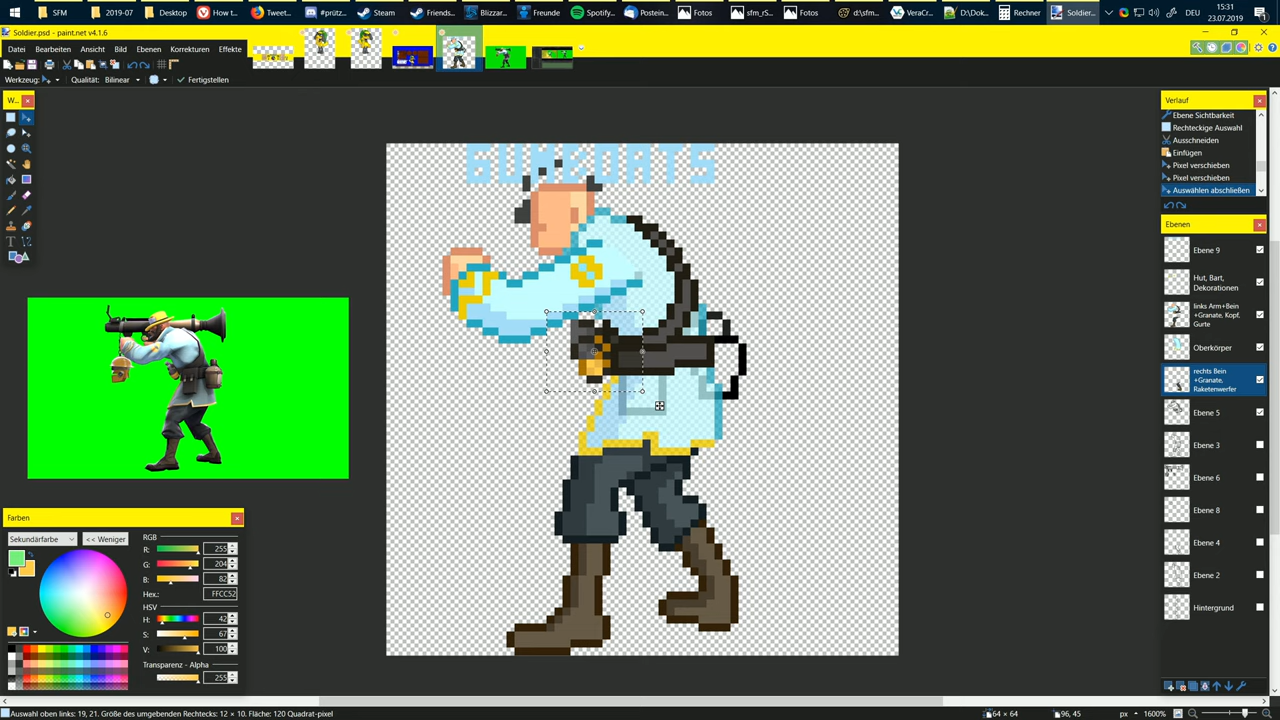 SFM
2019-07
Desktop
How t...
Tweet...
#prütz...
Steam
Friends...
Blizzar...
Freunde
Spotify...
Postein...
Fotos
sfm_rS...
Fotos
d:\sfm...
VeraCr...
D:\Dok...
Rechner
Soldier...
DEU
15:31
23.07.2019
Soldier.psd - paint.net v4.1.6
Datei Bearbeiten Ansicht Bild Ebenen Korrekturen Effekte
Werkzeug: Qualität: Bilinear Fertigstellen
W...
Verlauf
Ebene Sichtbarkeit
Rechteckige Auswahl
Ausschneiden
Einfügen
Pixel verschieben
Pixel verschieben
Auswählen abschließen
Ebenen
Ebene 9
Hut, Bart,
Dekorationen
links Arm+Bein
+Granate, Kopf,
Gurte
Oberkörper
rechts Bein
+Granate,
Raketenwerfer
Ebene 5
Ebene 3
Ebene 6
Ebene 8
Ebene 4
Ebene 2
Hintergrund
Farben
Sekundärfarbe
<< Weniger
RGB
R: 255
G: 204
B: 82
Hex.: FFCC52
HSV
H: 42
S: 67
V: 100
Transparenz - Alpha
255
Auswahl oben links: 19, 21. Größe des umgebenden Rechtecks: 12 × 10. Fläche: 120 Quadrat-pixel
64 × 64
96, 45
px
1600%